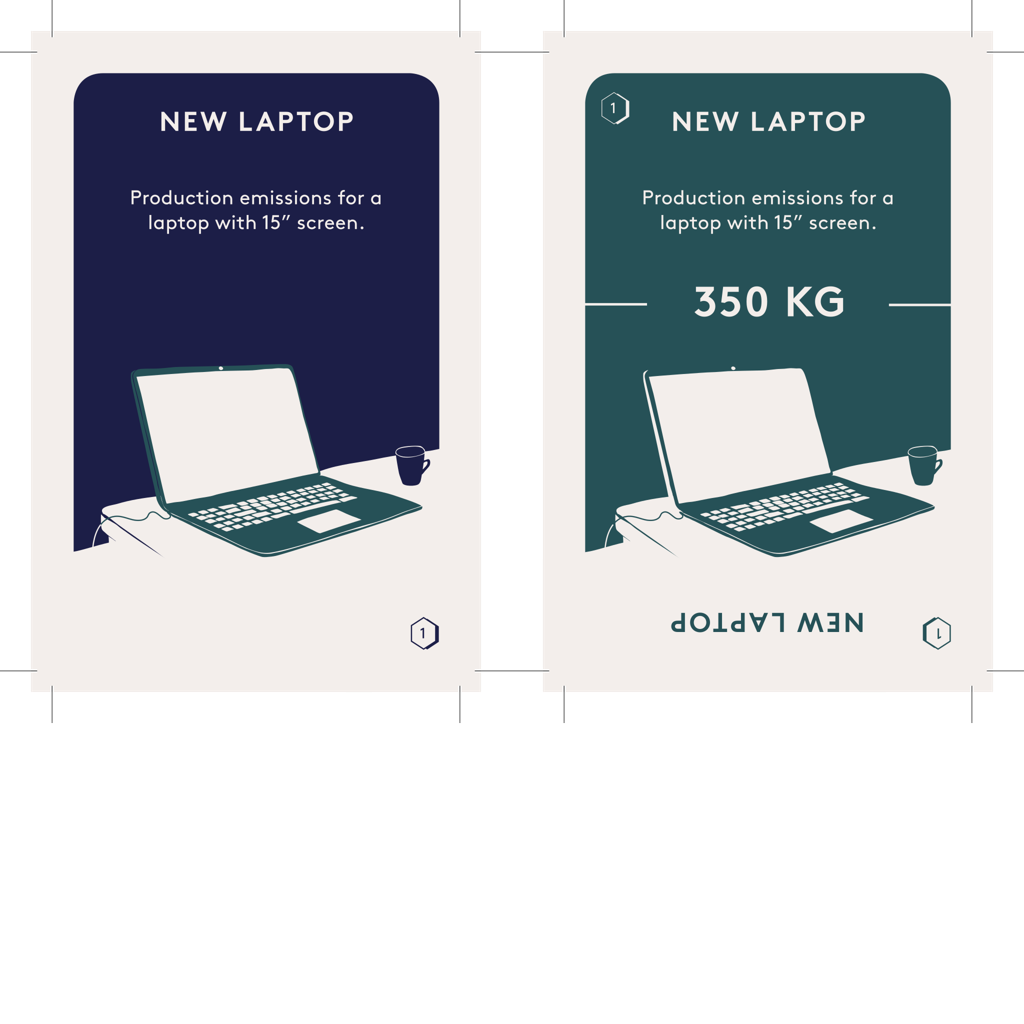 NEW LAPTOP
Production emissions for a
laptop with 15” screen.
1
1
NEW LAPTOP
Production emissions for a
laptop with 15” screen.
350 KG
NEW LAPTOP
1